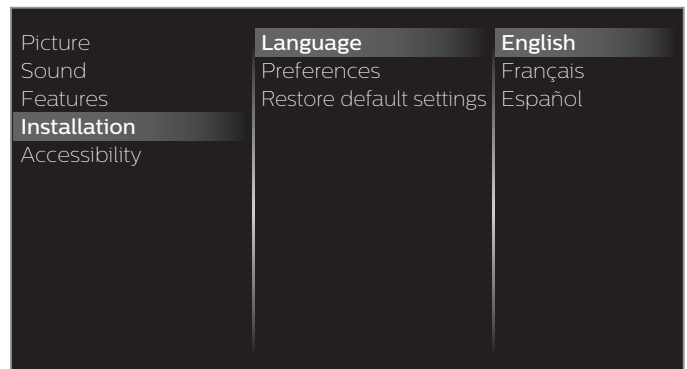 Picture
Sound
Features
Installation
Accessibility
Language
Preferences
Restore default settings
English
Français
Español